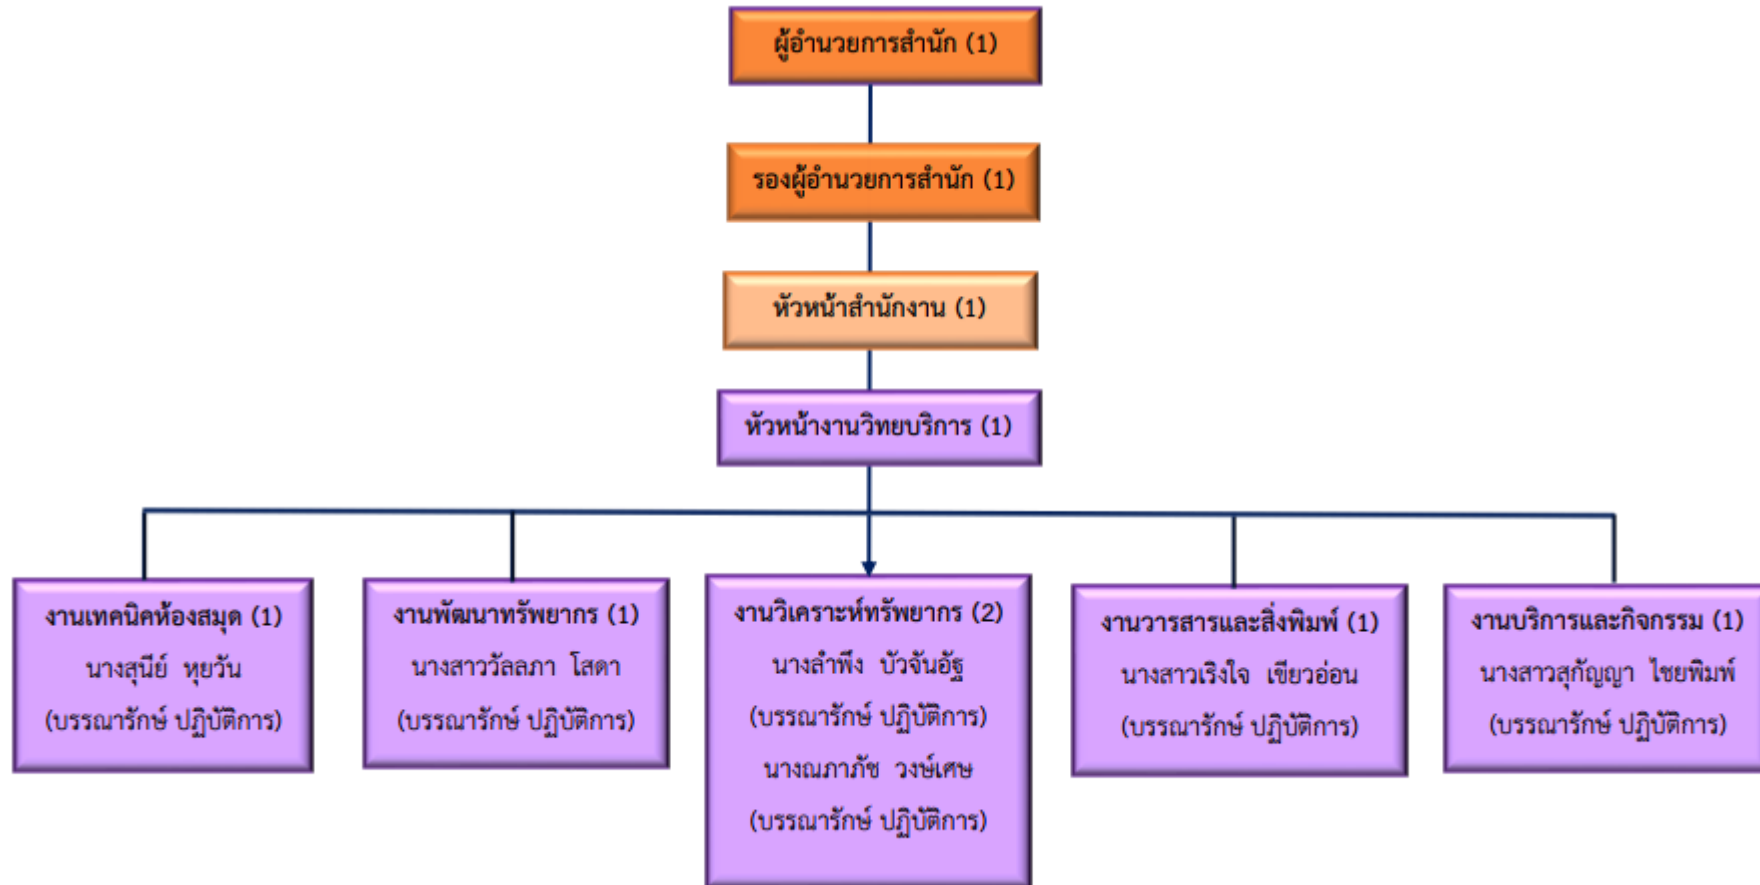 ผู้อำนวยการสำนัก (1)
รองผู้อำนวยการสำนัก (1)
หัวหน้าสำนักงาน (1)
หัวหน้างานวิทยบริการ (1)
งานเทคนิคห้องสมุด (1)
นางสุนีย์ หุยวัน
(บรรณารักษ์ ปฏิบัติการ)
งานพัฒนาทรัพยากร (1)
นางสาววัลลภา โสดา
(บรรณารักษ์ ปฏิบัติการ)
งานวิเคราะห์ทรัพยากร (2)
นางลำพึง บัวจันอัฐ
(บรรณารักษ์ ปฏิบัติการ)
นางณภาภัช วงษ์เศษ
(บรรณารักษ์ ปฏิบัติการ)
งานวารสารและสิ่งพิมพ์ (1)
นางสาวเริงใจ เขียวอ่อน
(บรรณารักษ์ ปฏิบัติการ)
งานบริการและกิจกรรม (1)
นางสาวสุกัญญา ไชยพิมพ์
(บรรณารักษ์ ปฏิบัติการ)